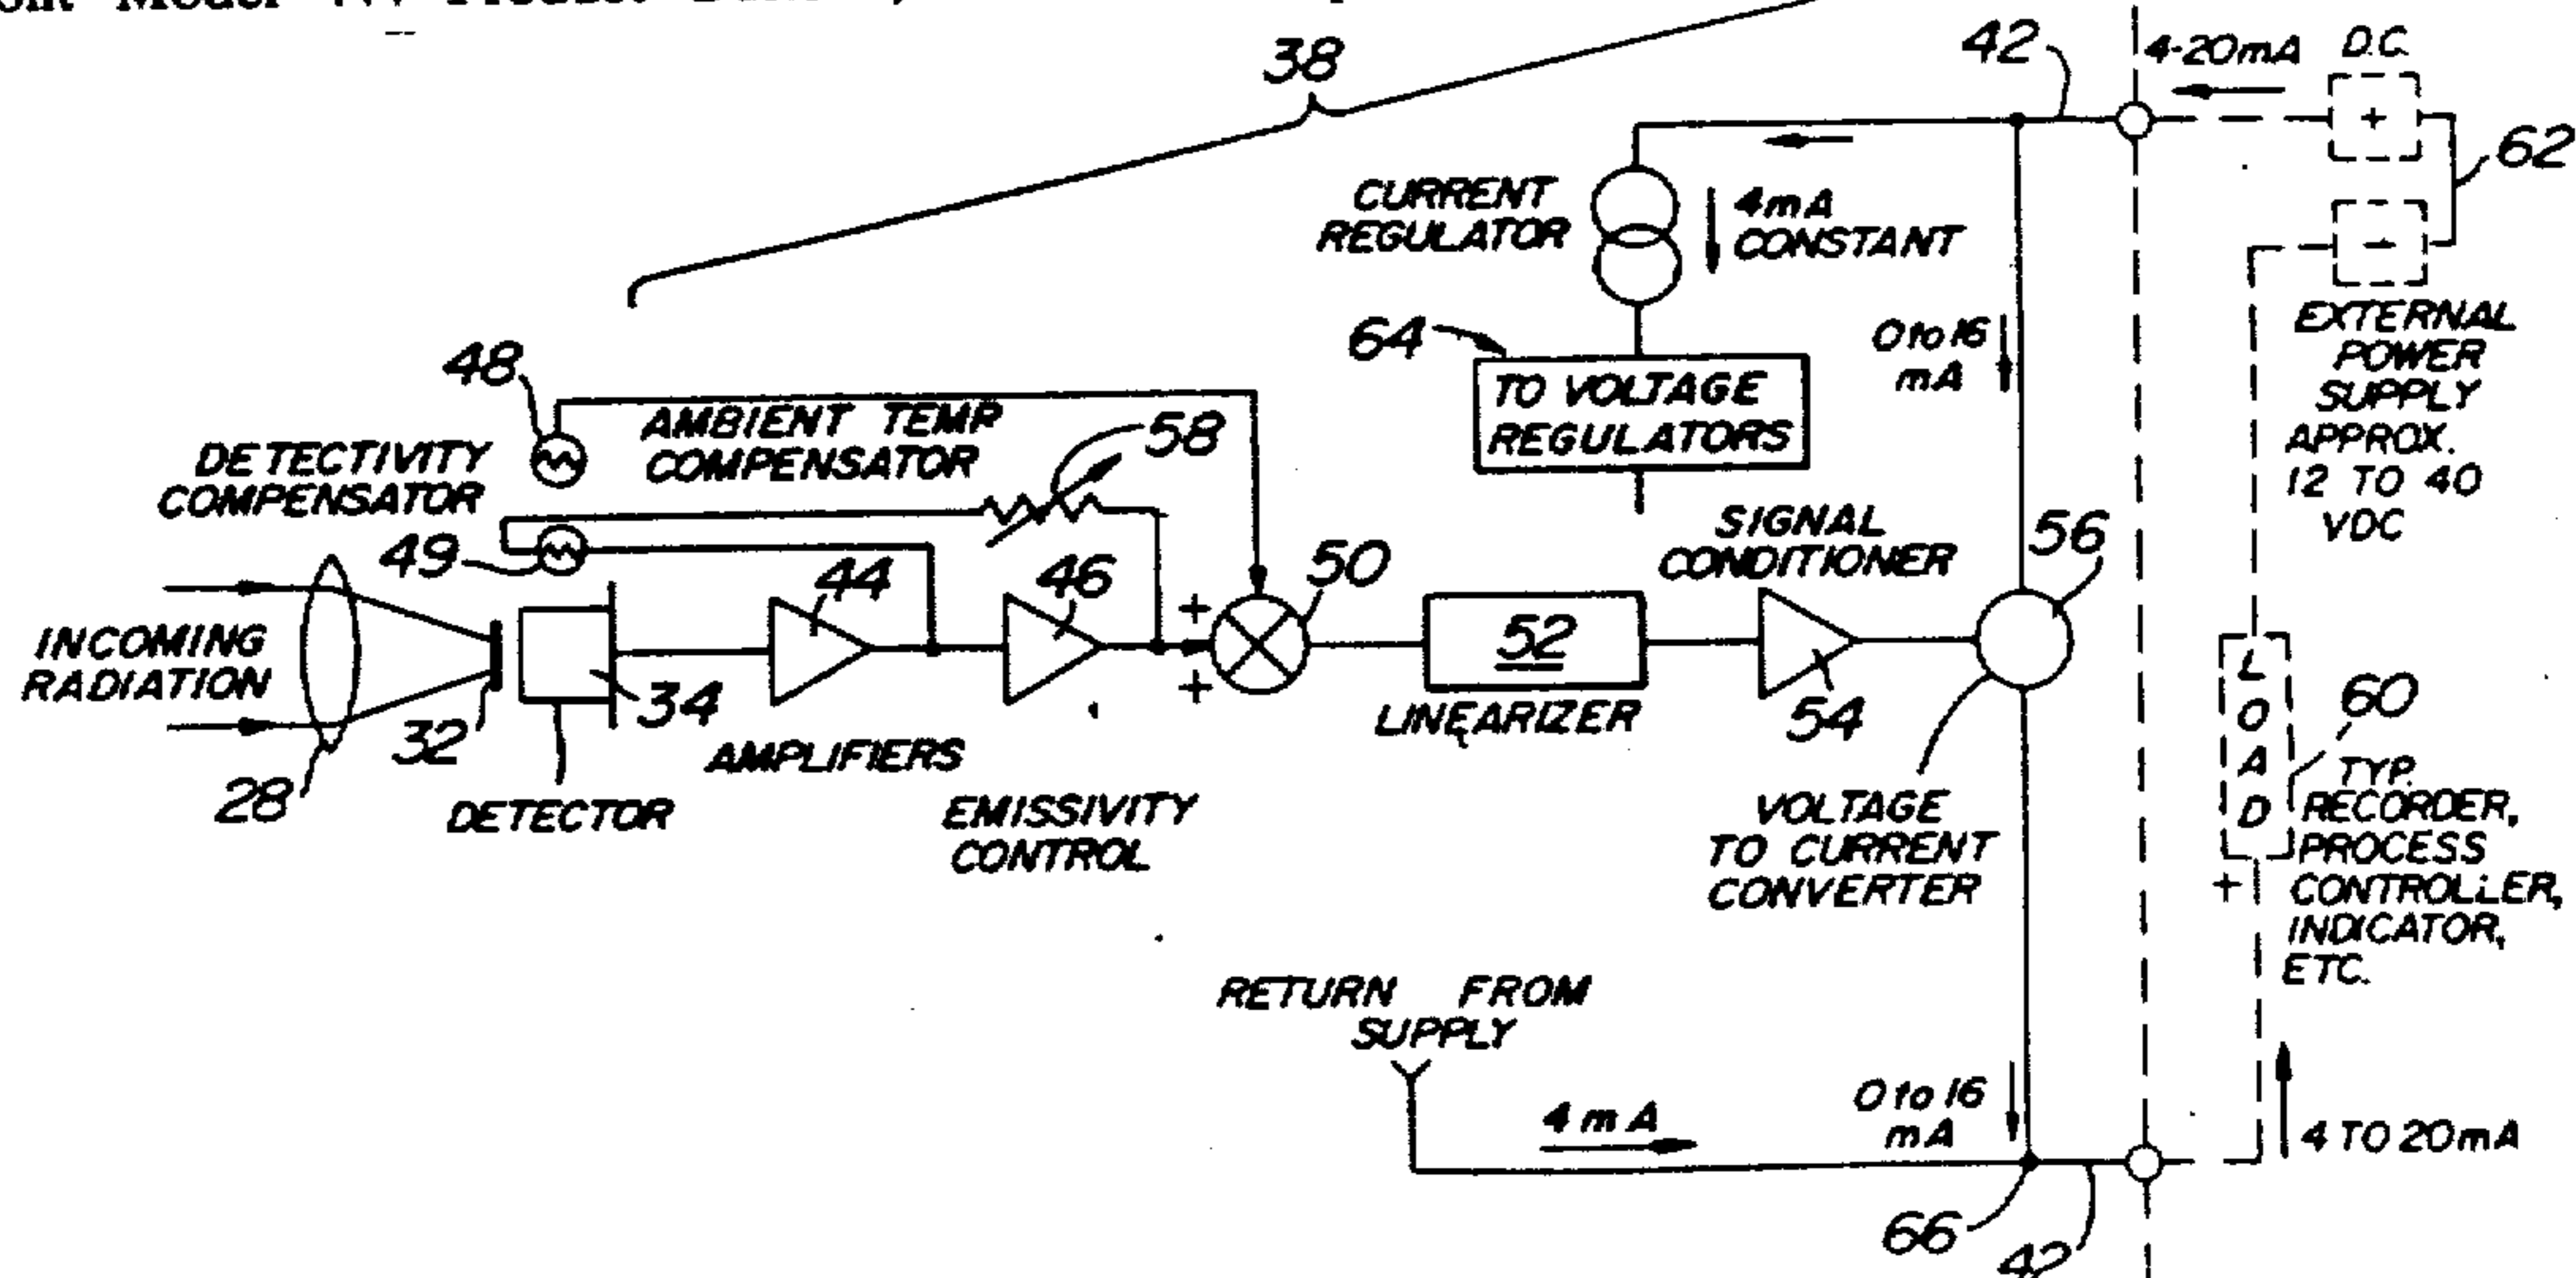 38
42
4-20mA
D.C.
+
62
CURRENT
REGULATOR
4mA
CONSTANT
−
EXTERNAL
POWER
SUPPLY
APPROX.
12 TO 40
VDC
64
TO VOLTAGE
REGULATORS
0 to 16
mA
48
AMBIENT TEMP
COMPENSATOR
58
DETECTIVITY
COMPENSATOR
49
INCOMING
RADIATION
28
32
34
DETECTOR
44
AMPLIFIERS
46
EMISSIVITY
CONTROL
+
+
50
52
LINEARIZER
SIGNAL
CONDITIONER
54
56
VOLTAGE
TO CURRENT
CONVERTER
LOAD
+
60
TYP.
RECORDER,
PROCESS
CONTROLLER,
INDICATOR,
ETC.
RETURN FROM
SUPPLY
4 mA
0 to 16
mA
4 TO 20mA
66
42